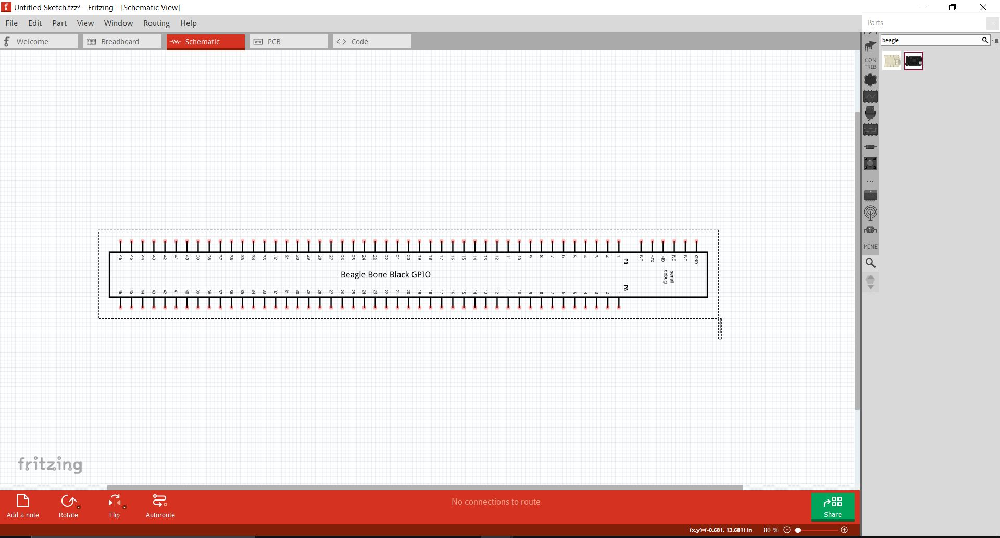 Untitled Sketch.fzz* - Fritzing - [Schematic View]
File Edit Part View Window Routing Help
Parts
Welcome Breadboard Schematic PCB Code
beagle
CON
TRIB
46 45 44 43 42 41 40 39 38 37 36 35 34 33 32 31 30 29 28 27 26 25 24 23 22 21 20 19 18 17 16 15 14 13 12 11 10 9 8 7 6 5 4 3 2 1 P9 NC <TX >RX NC NC GND
Beagle Bone Black GPIO
serial
debug
46 45 44 43 42 41 40 39 38 37 36 35 34 33 32 31 30 29 28 27 26 25 24 23 22 21 20 19 18 17 16 15 14 13 12 11 10 9 8 7 6 5 4 3 2 1 P8
MINE
fritzing
Add a note Rotate Flip Autoroute
No connections to route
Share
(x,y)=(-0.681, 13.681) in 80 %